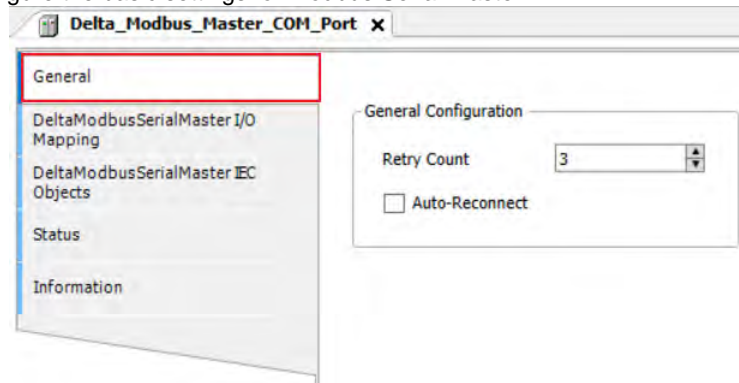 Delta_Modbus_Master_COM_Port X
General
DeltaModbusSerialMaster I/O
Mapping
DeltaModbusSerialMaster IEC
Objects
Status
Information
General Configuration
Retry Count 3
Auto-Reconnect